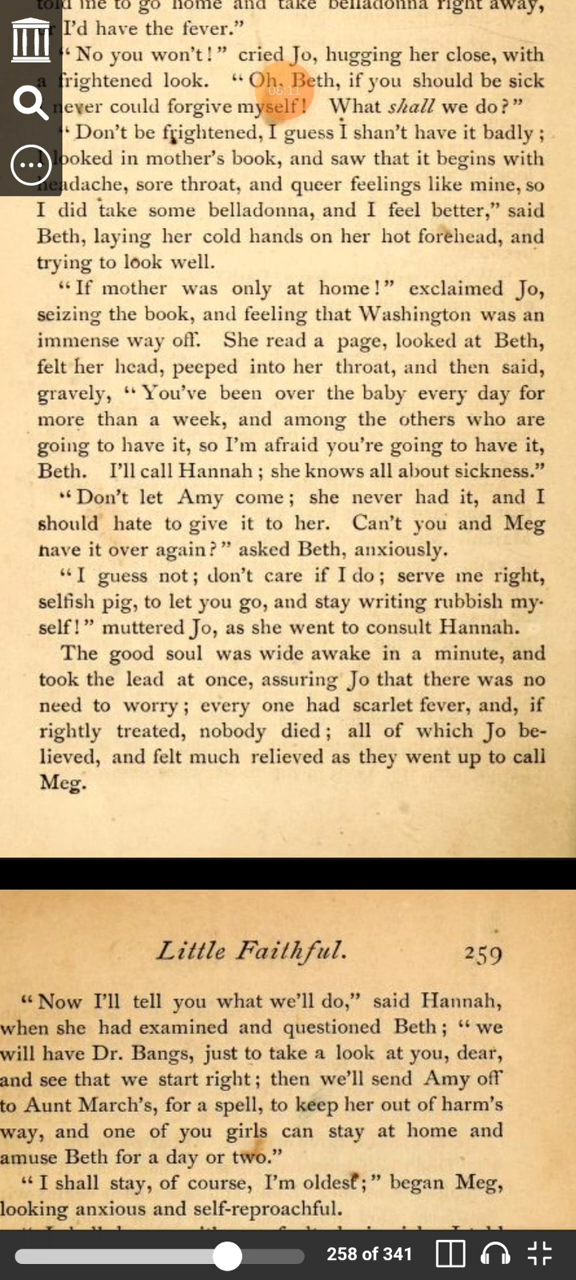 told me to go home and take belladonna right away,
I'd have the fever.”
“No you won't!” cried Jo, hugging her close, with
a frightened look. “Oh, Beth, if you should be sick
never could forgive myself! What shall we do?”
“Don't be frightened, I guess I shan't have it badly;
I looked in mother's book, and saw that it begins with
headache, sore throat, and queer feelings like mine, so
I did take some belladonna, and I feel better,” said
Beth, laying her cold hands on her hot forehead, and
trying to look well.
“If mother was only at home!” exclaimed Jo,
seizing the book, and feeling that Washington was an
immense way off. She read a page, looked at Beth,
felt her head, peeped into her throat, and then said,
gravely, “You've been over the baby every day for
more than a week, and among the others who are
going to have it, so I'm afraid you're going to have it,
Beth. I'll call Hannah; she knows all about sickness.”
“Don't let Amy come; she never had it, and I
should hate to give it to her. Can't you and Meg
have it over again?” asked Beth, anxiously.
“I guess not; don't care if I do; serve me right,
selfish pig, to let you go, and stay writing rubbish my-
self!” muttered Jo, as she went to consult Hannah.
The good soul was wide awake in a minute, and
took the lead at once, assuring Jo that there was no
need to worry; every one had scarlet fever, and, if
rightly treated, nobody died; all of which Jo be-
lieved, and felt much relieved as they went up to call
Meg.
Little Faithful. 259
“Now I'll tell you what we'll do,” said Hannah,
when she had examined and questioned Beth; “we
will have Dr. Bangs, just to take a look at you, dear,
and see that we start right; then we'll send Amy off
to Aunt March's, for a spell, to keep her out of harm's
way, and one of you girls can stay at home and
amuse Beth for a day or two.”
“I shall stay, of course, I'm oldest;” began Meg,
looking anxious and self-reproachful.
258 of 341